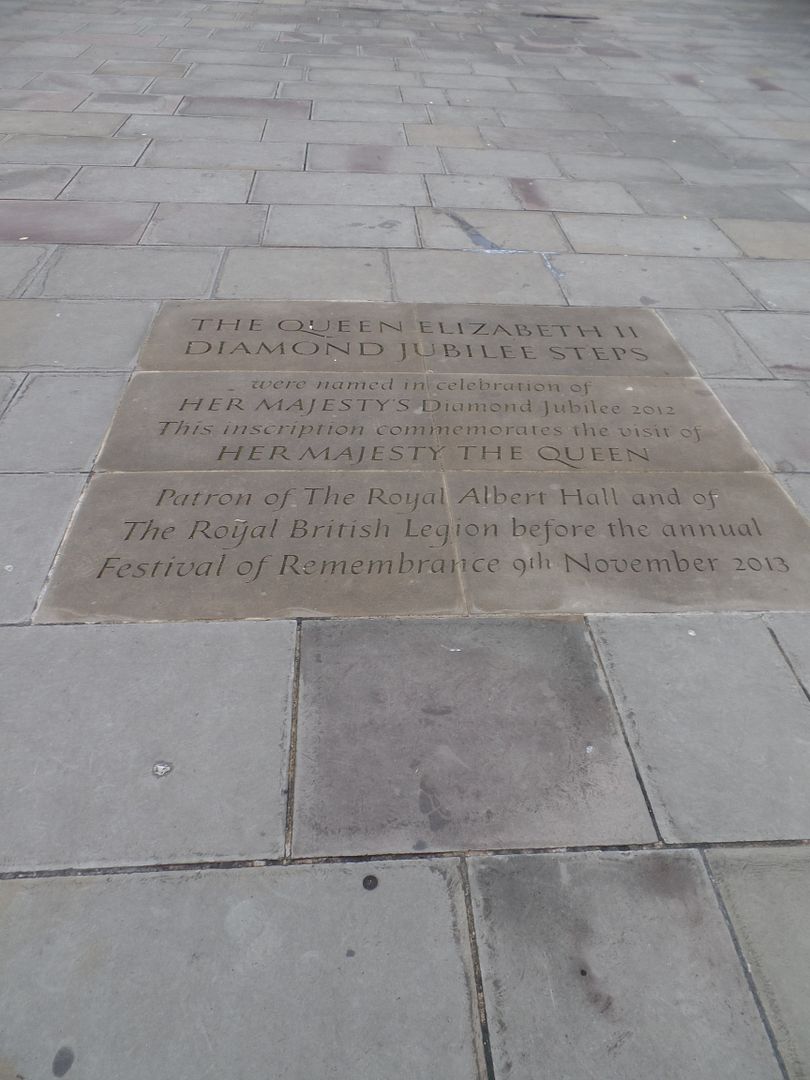 THE QUEEN ELIZABETH II
DIAMOND JUBILEE STEPS
were named in celebration of
HER MAJESTY'S Diamond Jubilee 2012
This inscription commemorates the visit of
HER MAJESTY THE QUEEN
Patron of The Royal Albert Hall and of
The Royal British Legion before the annual
Festival of Remembrance 9th November 2013